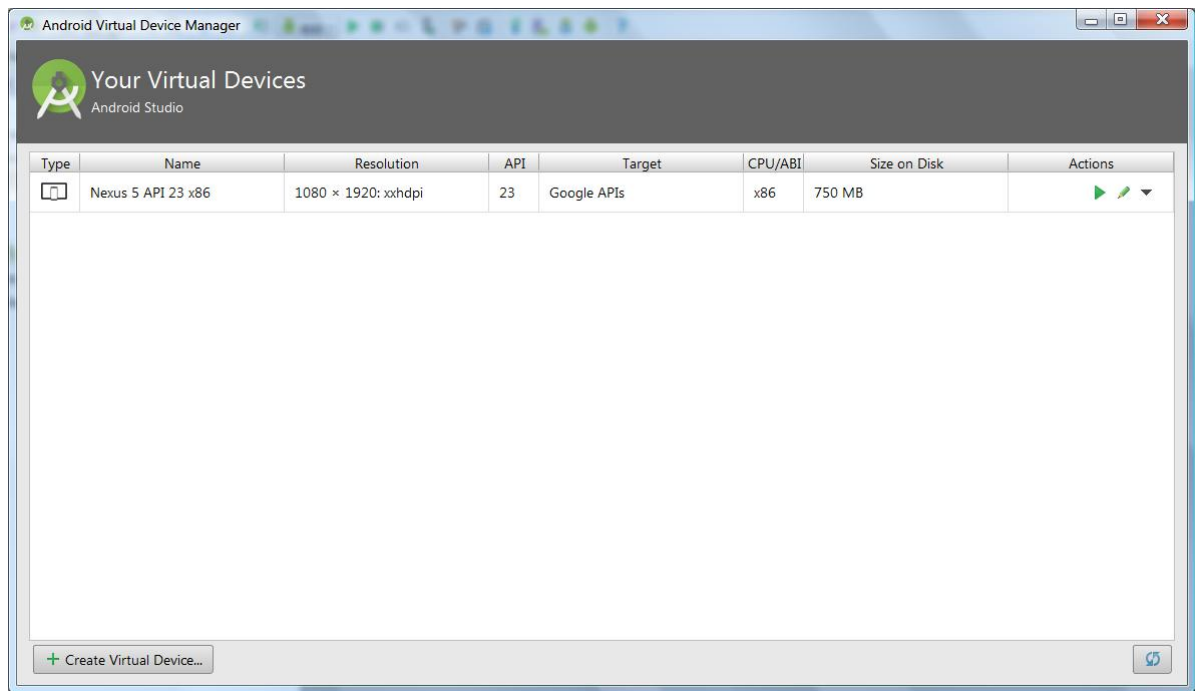 Android Virtual Device Manager
Your Virtual Devices
Android Studio
Type Name Resolution API Target CPU/ABI Size on Disk Actions
Nexus 5 API 23 x86 1080 × 1920: xxhdpi 23 Google APIs x86 750 MB
Create Virtual Device...